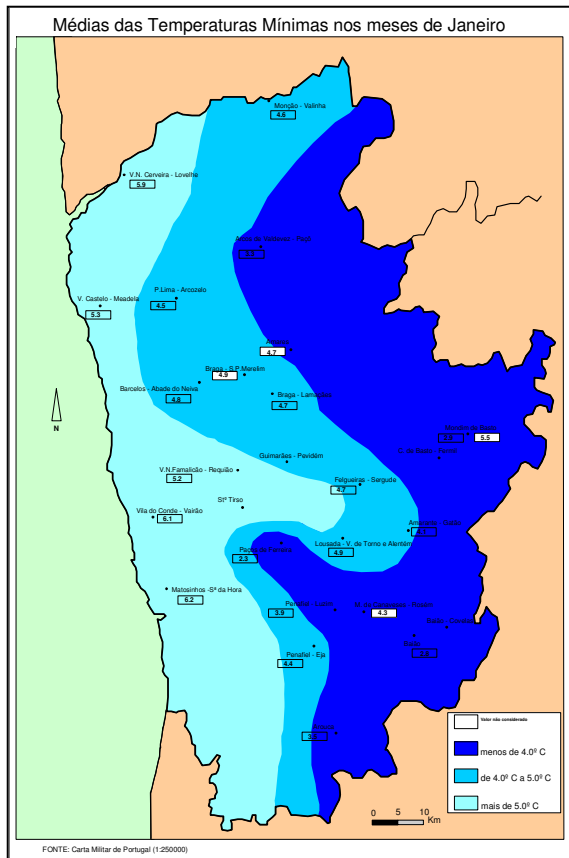 Médias das Temperaturas Mínimas nos meses de Janeiro
Monção - Valinha
4.6
V.N. Cerveira - Lovelhe
5.9
P.Lima - Arcozelo
4.5
V. Castelo - Meadela
5.3
4.7
Braga - S.P.Merelim
4.9
Barcelos - Abade do Neiva
4.8
Braga - Lamaçães
4.7
5.5
Guimarães - Pevidém
V.N.Famalicão - Requião
5.2
Felgueiras - Sergude
4.7
Stº Tirso
Vila do Conde - Vairão
6.1
Lousada - V. de Torno e Alentém
4.9
2.3
Matosinhos -Sª da Hora
6.2
3.9
4.3
Penafiel - Eja
4.4
N
Valor não considerado
menos de 4.0º C
de 4.0º C a 5.0º C
mais de 5.0º C
0 5 10
Km
FONTE: Carta Militar de Portugal (1:250000)